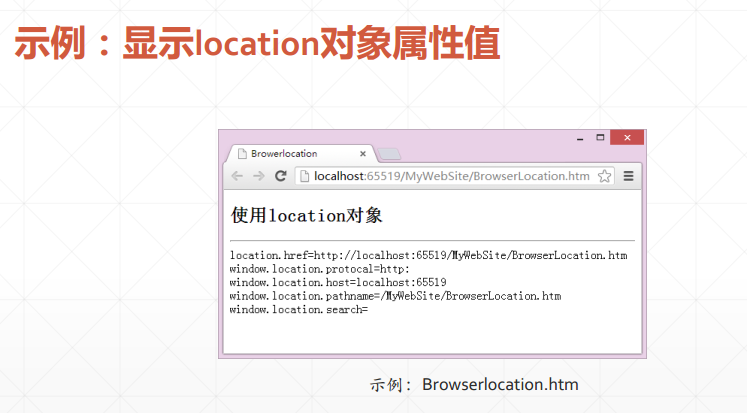 示例：显示location对象属性值
Browerlocation
localhost:65519/MyWebSite/BrowserLocation.htm
使用location对象
location.href=http://localhost:65519/MyWebSite/BrowserLocation.htm
window.location.protocal=http:
window.location.host=localhost:65519
window.location.pathname=/MyWebSite/BrowserLocation.htm
window.location.search=
示例：Browserlocation.htm